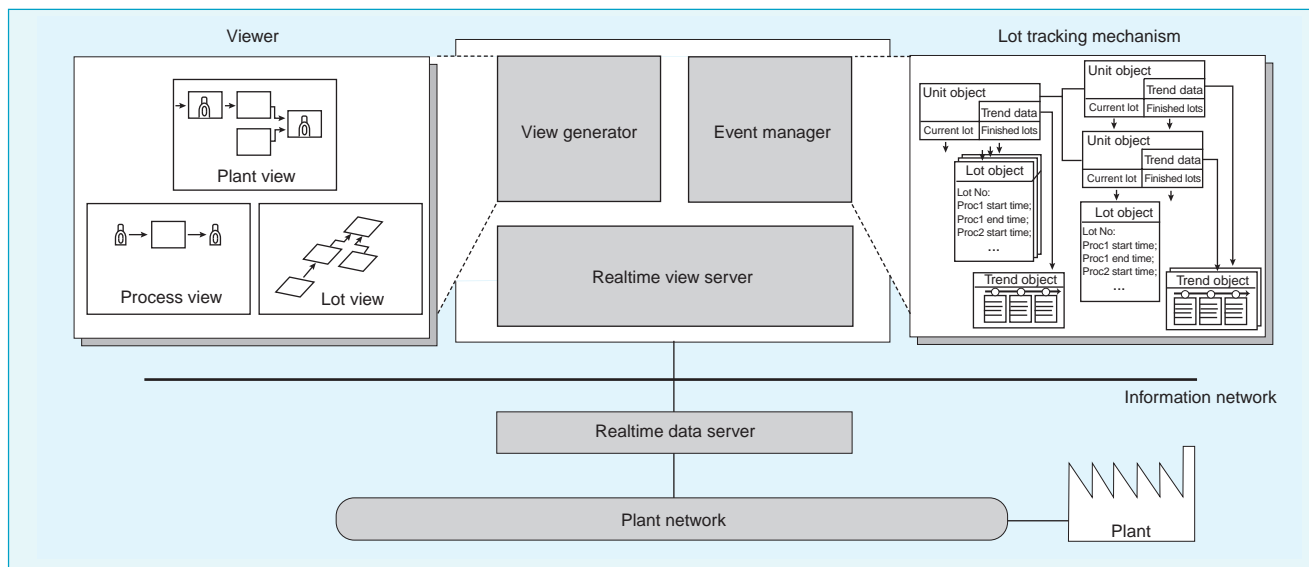 Viewer
Plant view
Process view
Lot view
View generator
Event manager
Realtime view server
Lot tracking mechanism
Unit object
Trend data
Current lot
Finished lots
Lot object
Lot No:
Proc1 start time;
Proc1 end time;
Proc2 start time;
...
Trend object
Unit object
Trend data
Current lot
Finished lots
Unit object
Trend data
Current lot
Finished lots
Lot object
Lot No:
Proc1 start time;
Proc1 end time;
Proc2 start time;
...
Trend object
Information network
Realtime data server
Plant network
Plant